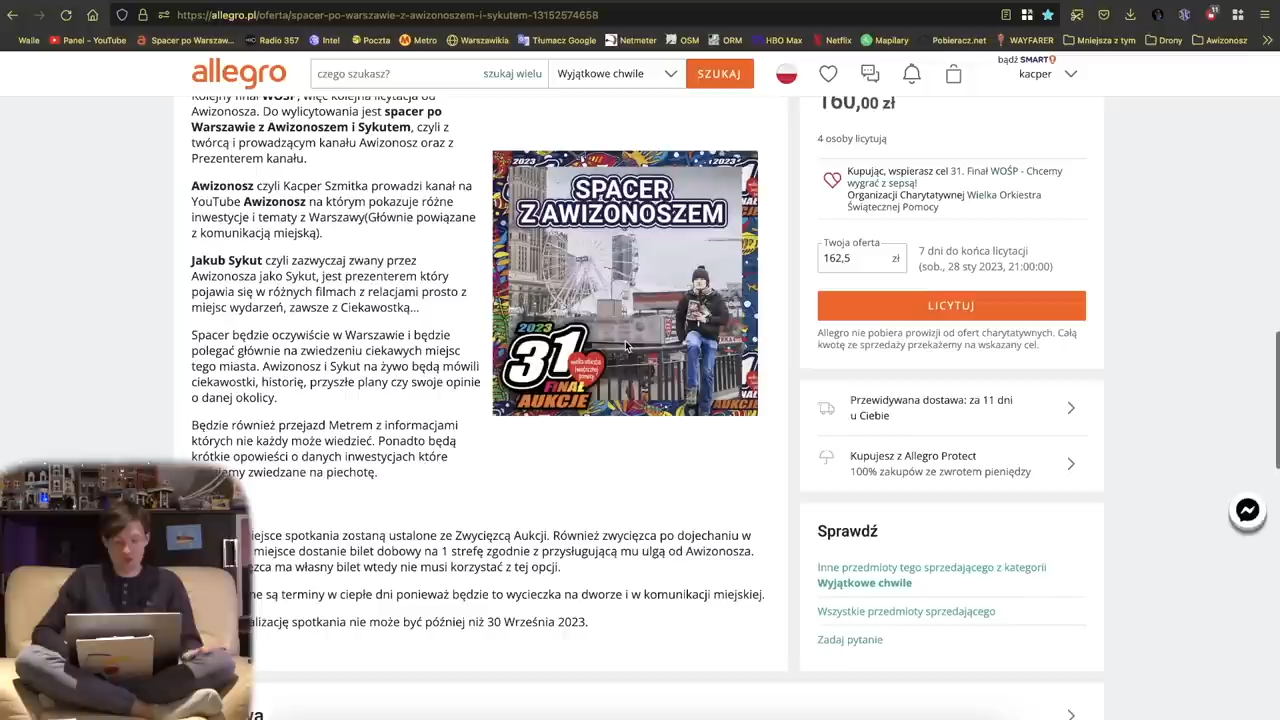 https://allegro.pl/oferta/spacer-po-warszawie-z-awizonoszem-i-sykutem-13152574658
11
Walle
Panel - YouTube
Spacer po Warszaw...
HBO
Radio 357
Intel
Poczta
Metro
Warszawikia
Tłumacz Google
Netmeter
OSM
ORM
HBO Max
Netflix
Mapilary
Pobieracz.net
WAYFARER
Mniejsze z tym
Drony
Awizonosz
allegro
czego szukasz?
szukaj wielu
Wyjątkowe chwile
SZUKAJ
bądź SMART!
kacper
Kolejny finał WOŚP, więc kolejna licytacja od
Awizonosza. Do wylicytowania jest spacer po
Warszawie z Awizonoszem i Sykutem, czyli z
twórcą i prowadzącym kanału Awizonosz oraz z
Prezenterem kanału.
Awizonosz czyli Kacper Szmitka prowadzi kanał na
YouTube Awizonosz na którym pokazuje różne
inwestycje i tematy z Warszawy(Głównie powiązane
z komunikacją miejską).
Jakub Sykut czyli zazwyczaj zwany przez
Awizonosza jako Sykut, jest prezenterem który
pojawia się w różnych filmach z relacjami prosto z
miejsc wydarzeń, zawsze z Ciekawostką...
Spacer będzie oczywiście w Warszawie i będzie
polegać głównie na zwiedzeniu ciekawych miejsc
tego miasta. Awizonosz i Sykut na żywo będą mówili
ciekawostki, historię, przyszłe plany czy swoje opinie
o danej okolicy.
Będzie również przejazd Metrem z informacjami
których nie każdy może wiedzieć. Ponadto będą
krótkie opowieści o danych inwestycjach które
emy zwiedzane na piechotę.
iejsce spotkania zostaną ustalone ze Zwycięzcą Aukcji. Również zwycięzca po dojechaniu w
miejsce dostanie bilet dobowy na 1 strefę zgodnie z przysługującą mu ulgą od Awizonosza.
zca ma własny bilet wtedy nie musi korzystać z tej opcji.
ne są terminy w ciepłe dni ponieważ będzie to wycieczka na dworze i w komunikacji miejskiej.
alizację spotkania nie może być później niż 30 Września 2023.
2023
2023
SPACER
Z AWIZONOSZEM
2023
31
wielka orkiestra
świątecznej
pomocy
FINAŁ
AUKCJE
160,00 zł
4 osoby licytują
Kupując, wspierasz cel 31. Finał WOŚP - Chcemy
wygrać z sepsą!
Organizacji Charytatywnej Wielka Orkiestra
Świątecznej Pomocy
Twoja oferta
162,5 zł
7 dni do końca licytacji
(sob., 28 sty 2023, 21:00:00)
LICYTUJ
Allegro nie pobiera prowizji od ofert charytatywnych. Całą
kwotę ze sprzedaży przekażemy na wskazany cel.
Przewidywana dostawa: za 11 dni
u Ciebie
Kupujesz z Allegro Protect
100% zakupów ze zwrotem pieniędzy
Sprawdź
Inne przedmioty tego sprzedającego z kategorii
Wyjątkowe chwile
Wszystkie przedmioty sprzedającego
Zadaj pytanie